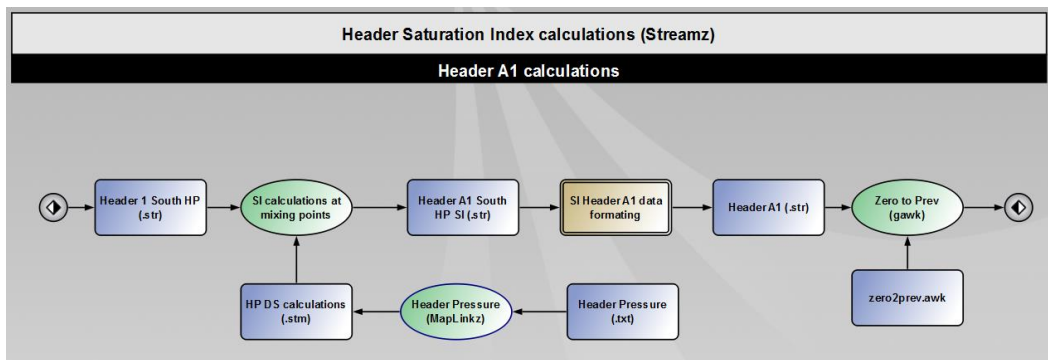 Header Saturation Index calculations (Streamz)
Header A1 calculations
Header 1 South HP
(.str)
SI calculations at
mixing points
Header A1 South
HP SI (.str)
SI Header A1 data
formating
Header A1 (.str)
Zero to Prev
(gawk)
HP DS calculations
(.stm)
Header Pressure
(MapLinkz)
Header Pressure
(.txt)
zero2prev.awk